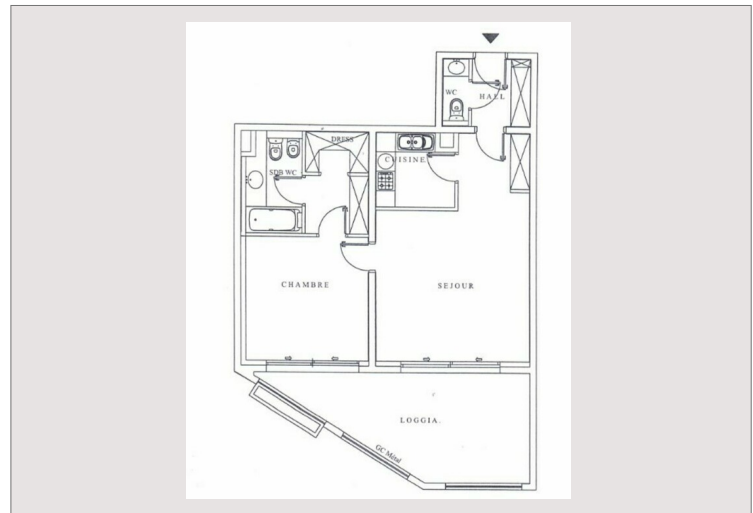 WC
HALL
DRESS
CUISINE
SDB WC
CHAMBRE
SEJOUR
LOGGIA
GC Métal